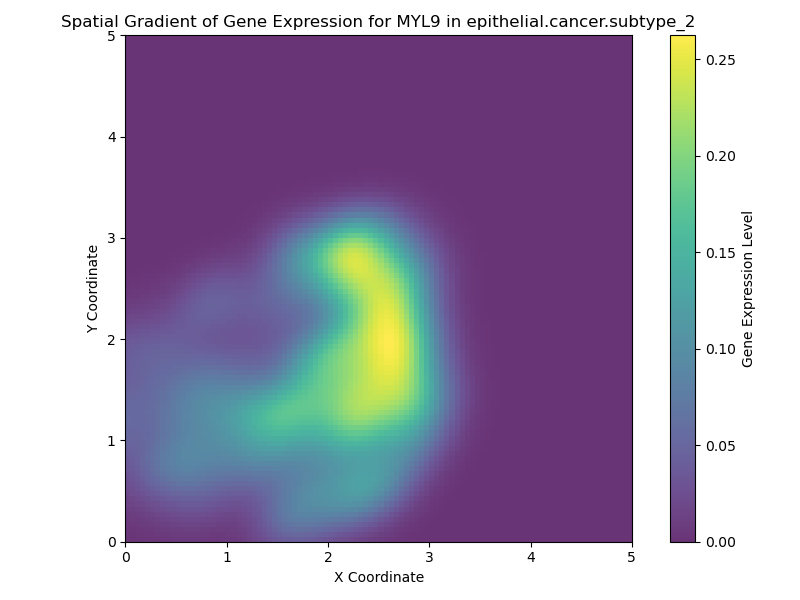 Spatial Gradient of Gene Expression for MYL9 in epithelial.cancer.subtype_2
5
4
3
2
1
0
0 1 2 3 4 5
X Coordinate
Y Coordinate
0.25
0.20
0.15
0.10
0.05
0.00
Gene Expression Level